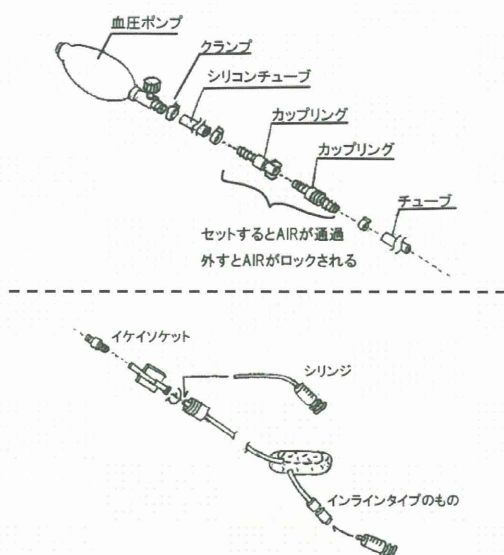 血圧ポンプ
クランプ
シリコンチューブ
カップリング
カップリング
チューブ
セットするとAIRが通過
外すとAIRがロックされる
イケイソケット
シリンジ
インラインタイプのもの